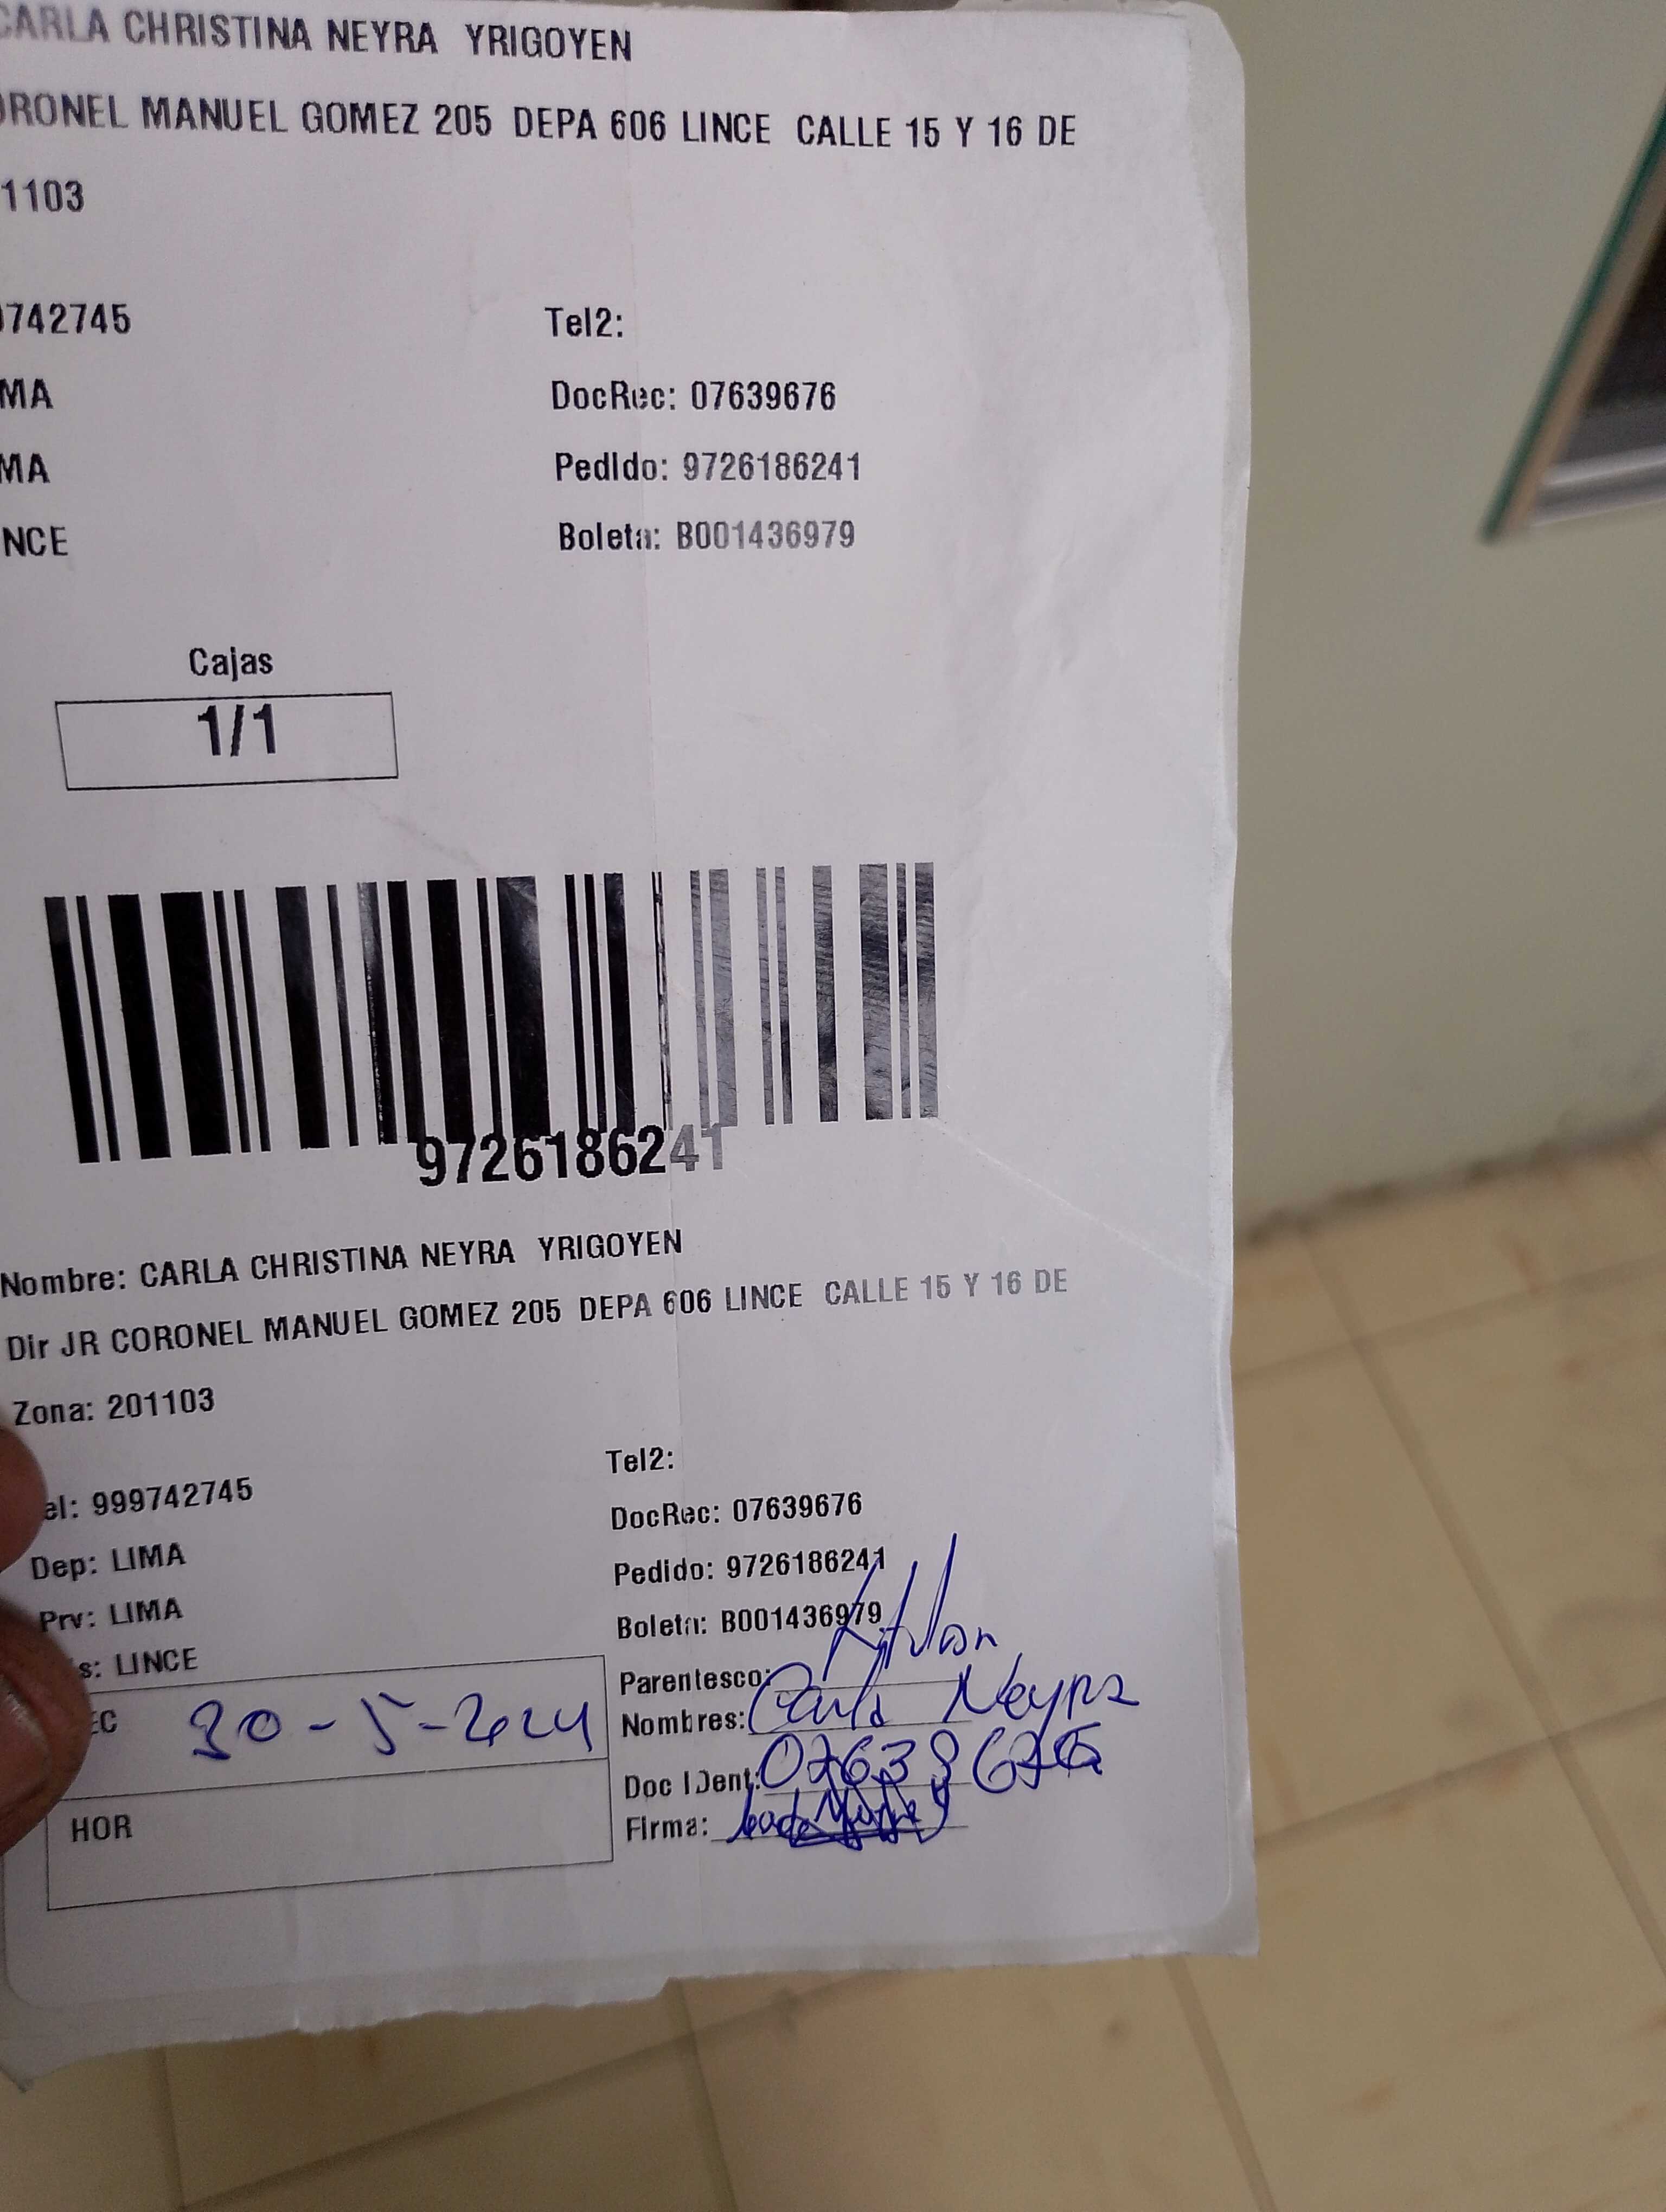 CARLA CHRISTINA NEYRA YRIGOYEN
ORONEL MANUEL GOMEZ 205 DEPA 606 LINCE CALLE 15 Y 16 DE
1103
742745 Tel2:
MA DocRec: 07639676
MA PedIdo: 9726186241
NCE Boleta: B001436979
Cajas
1/1
9726186241
Nombre: CARLA CHRISTINA NEYRA YRIGOYEN
Dir JR CORONEL MANUEL GOMEZ 205 DEPA 606 LINCE CALLE 15 Y 16 DE
Zona: 201103
Tel2:
el: 999742745 DocRec: 07639676
Dep: LIMA Pedido: 9726186241
Prv: LIMA Boleta: B001436979
s: LINCE Parentesco:
EC 30-5-2024 Nombres: Carla Neyra
Doc IDent: 07639676
HOR Firma: